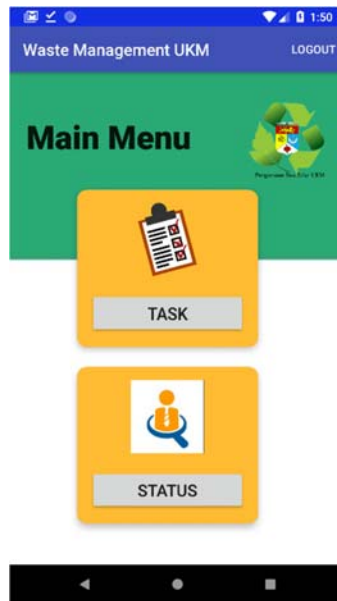 1:50
Waste Management UKM
LOGOUT
Main Menu
TASK
STATUS